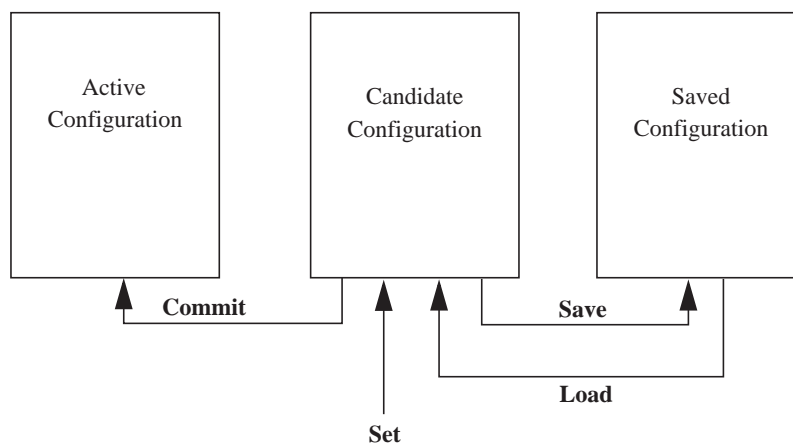 Active
Configuration
Candidate
Configuration
Saved
Configuration
Commit
Save
Load
Set